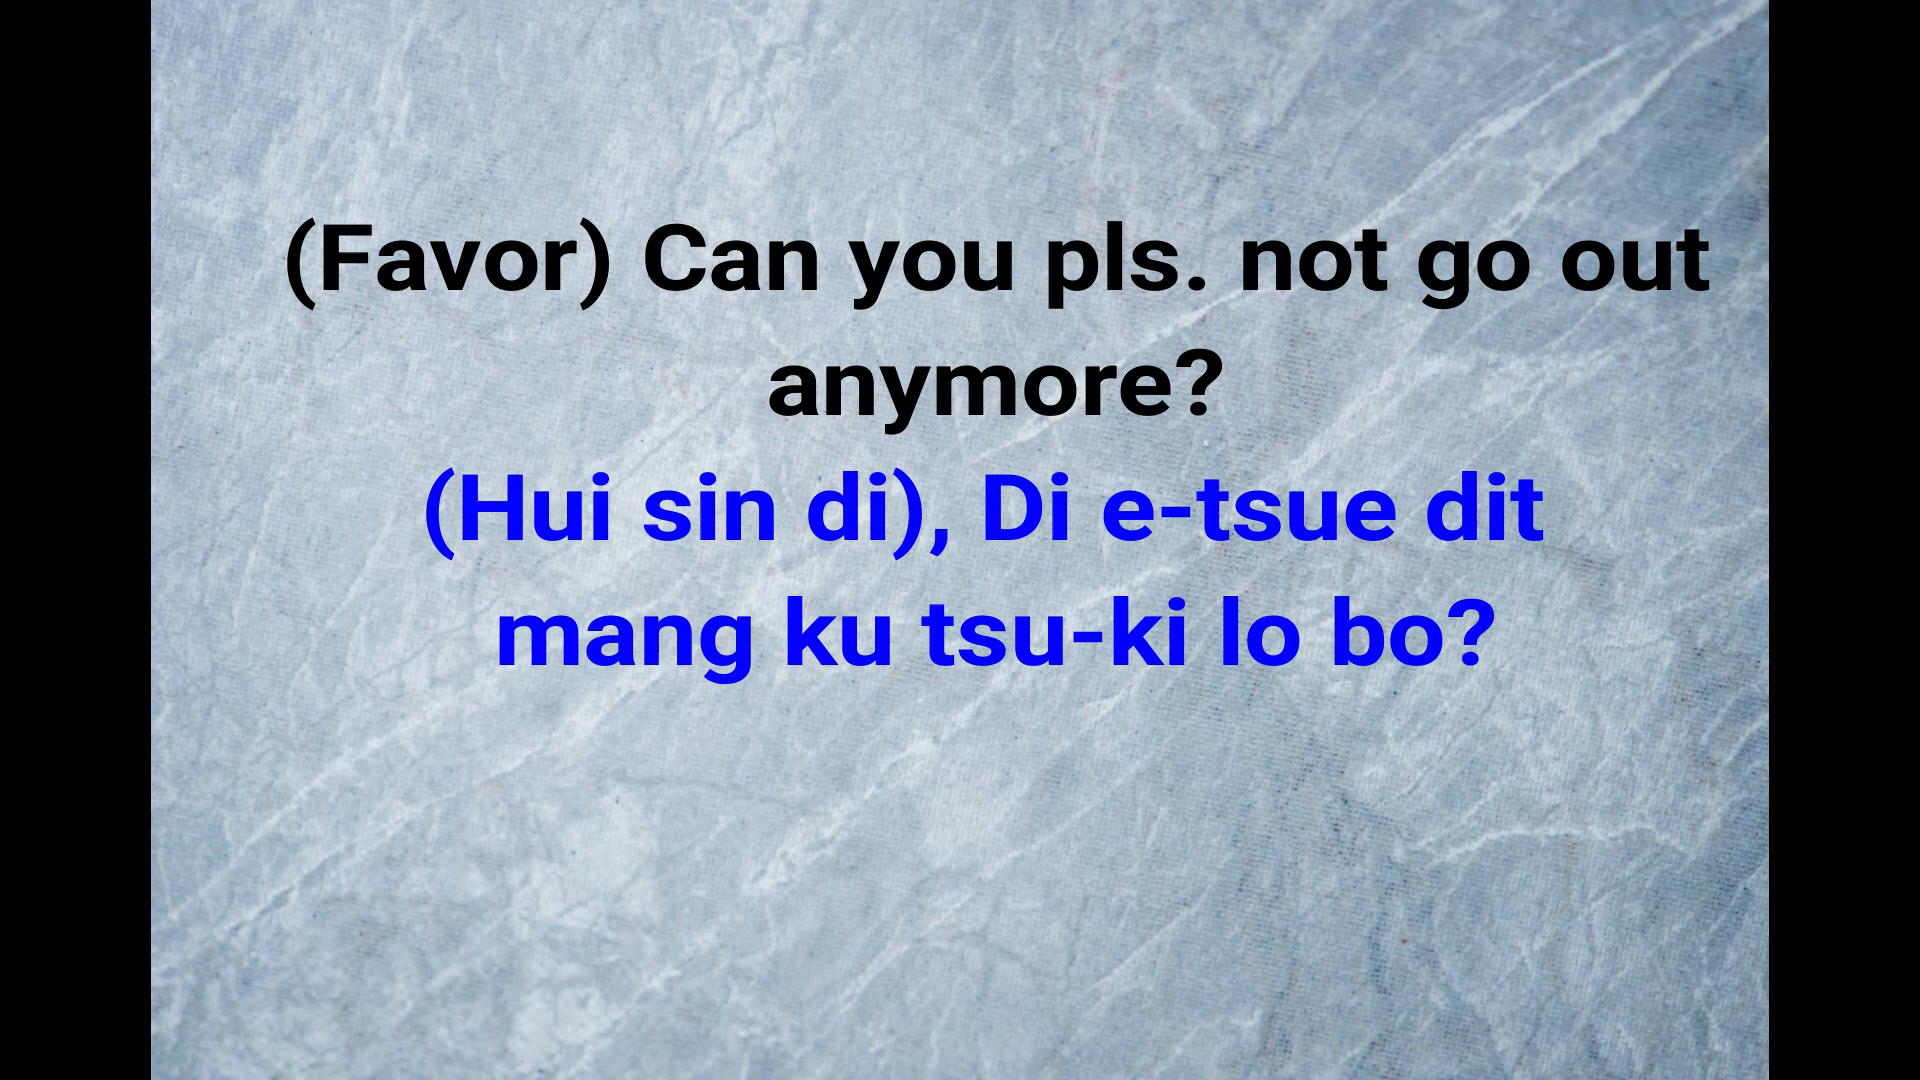 (Favor) Can you pls. not go out
anymore?
(Hui sin di), Di e-tsue dit
mang ku tsu-ki lo bo?